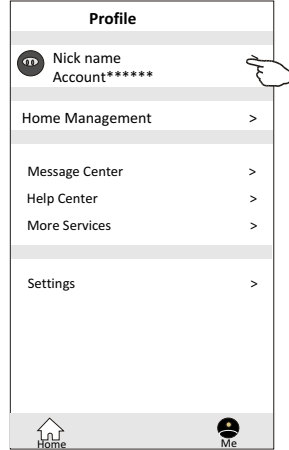 Profile
Nick name
Account******
Home Management >
Message Center >
Help Center >
More Services >
Settings >
Home Me